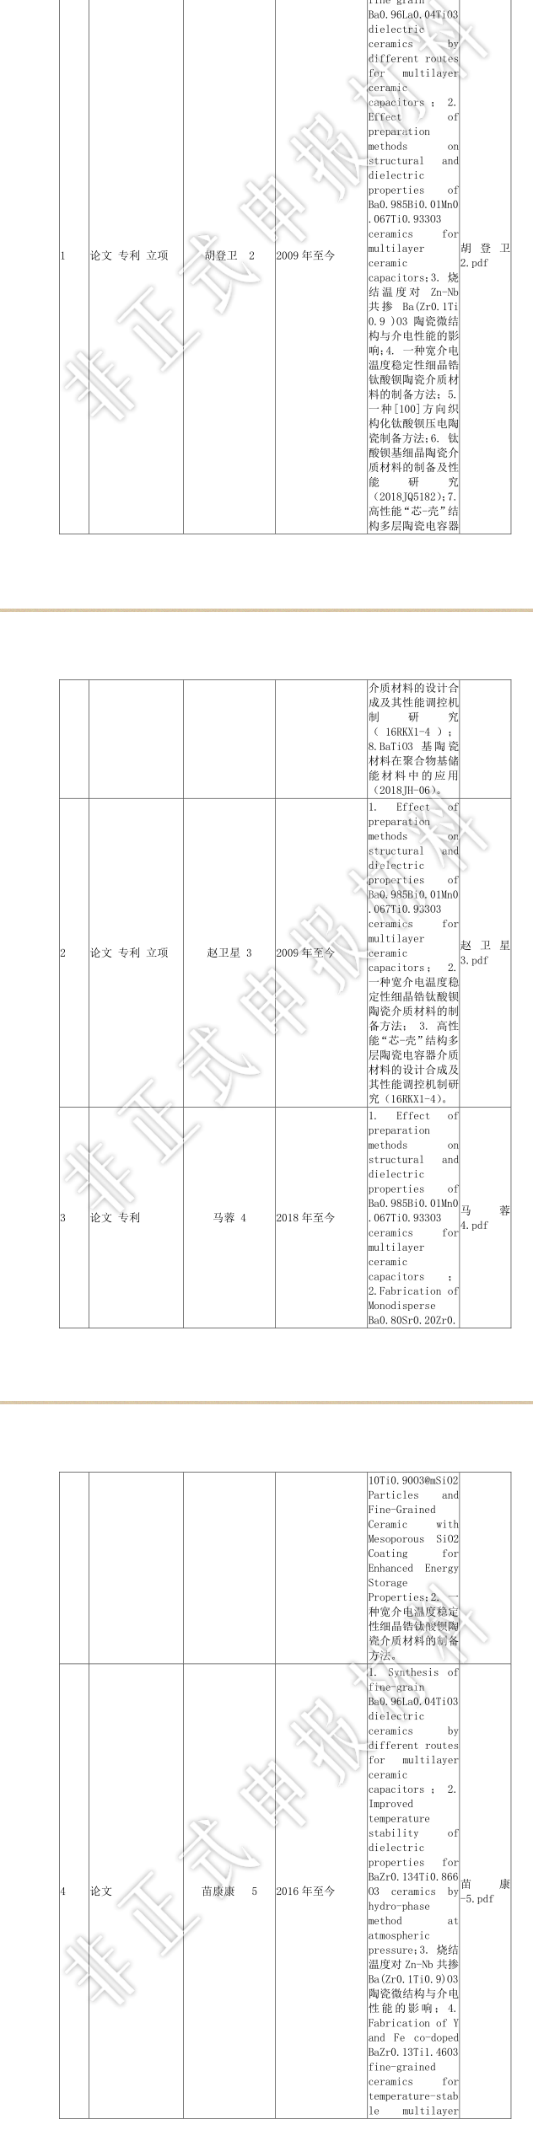 fine-grain
Ba0.96La0.04Ti03
dielectric
ceramics by
different routes
for multilayer
ceramic
capacitors ; 2.
Effect of
preparation
methods on
structural and
dielectric
properties of
Ba0.985Bi0.01Mn0
.067Ti0.93303
ceramics for
1 论文 专利 立项 胡登卫 2 2009 年至今 multilayer 胡登卫
ceramic 2.pdf
capacitors;3. 烧
结温度对 Zn-Nb
共掺 Ba(Zr0.1Ti
0.9 )03 陶瓷微结
构与介电性能的影
响;4. 一种宽介电
温度稳定性细晶锆
钛酸钡陶瓷介质材
料的制备方法; 5.
一种[100]方向织
构化钛酸钡压电陶
瓷制备方法;6. 钛
酸钡基细晶陶瓷介
质材料的制备及性
能研究
(2018JQ5182);7.
高性能“芯-壳”结
构多层陶瓷电容器
介质材料的设计合
成及其性能调控机
制研究
( 16RKX1-4 ) ;
8.BaTiO3 基陶瓷
材料在聚合物基储
能材料中的应用
(2018JH-06)。
1. Effect of
preparation
methods on
structural and
dielectric
properties of
Ba0.985Bi0.01Mn0
.067Ti0.93303
ceramics for
multilayer
2 论文 专利 立项 赵卫星 3 2009 年至今 ceramic 赵卫星
capacitors; 2. 3.pdf
一种宽介电温度稳
定性细晶锆钛酸钡
陶瓷介质材料的制
备方法; 3. 高性
能“芯-壳”结构多
层陶瓷电容器介质
材料的设计合成及
其性能调控机制研
究(16RKX1-4)。
1. Effect of
preparation
methods on
structural and
dielectric
properties of
Ba0.985Bi0.01Mn0
3 论文 专利 马蓉 4 2018 年至今 .067Ti0.93303 马蓉
ceramics for 4.pdf
multilayer
ceramic
capacitors ;
2.Fabrication of
Monodisperse
Ba0.80Sr0.20Zr0.
10Ti0.9003@mSiO2
Particles and
Fine-Grained
Ceramic with
Mesoporous SiO2
Coating for
Enhanced Energy
Storage
Properties;2. 一
种宽介电温度稳定
性细晶锆钛酸钡陶
瓷介质材料的制备
方法。
1. Synthesis of
fine-grain
Ba0.96La0.04Ti03
dielectric
ceramics by
different routes
for multilayer
ceramic
capacitors ; 2.
Improved
temperature
stability of
dielectric
properties for
BaZr0.134Ti0.866
4 论文 苗康康 5 2016 年至今 03 ceramics by 苗康
hydro-phase -5.pdf
method at
atmospheric
pressure;3. 烧结
温度对 Zn-Nb 共掺
Ba(Zr0.1Ti0.9)03
陶瓷微结构与介电
性能的影响; 4.
Fabrication of Y
and Fe co-doped
BaZr0.13Ti1.4603
fine-grained
ceramics for
temperature-stab
le multilayer
非正式申报材料
非正式申报材料
非正式申报材料